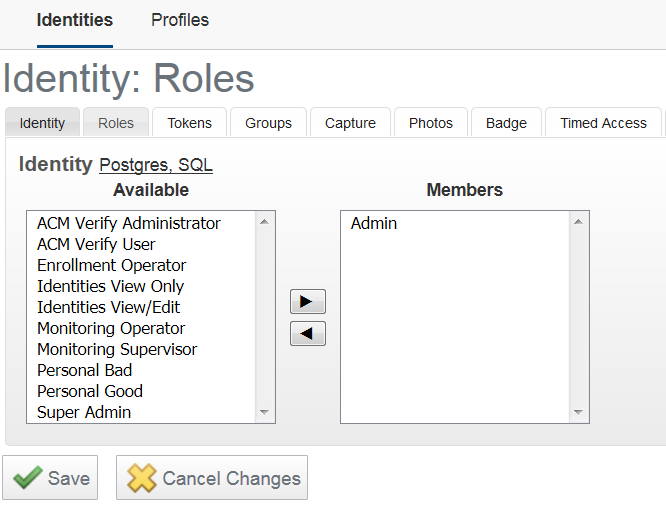 Identities Profiles
Identity: Roles
Identity Roles Tokens Groups Capture Photos Badge Timed Access
Identity Postgres, SQL
Available Members
ACM Verify Administrator Admin
ACM Verify User
Enrollment Operator
Identities View Only
Identities View/Edit
Monitoring Operator
Monitoring Supervisor
Personal Bad
Personal Good
Super Admin
Save Cancel Changes